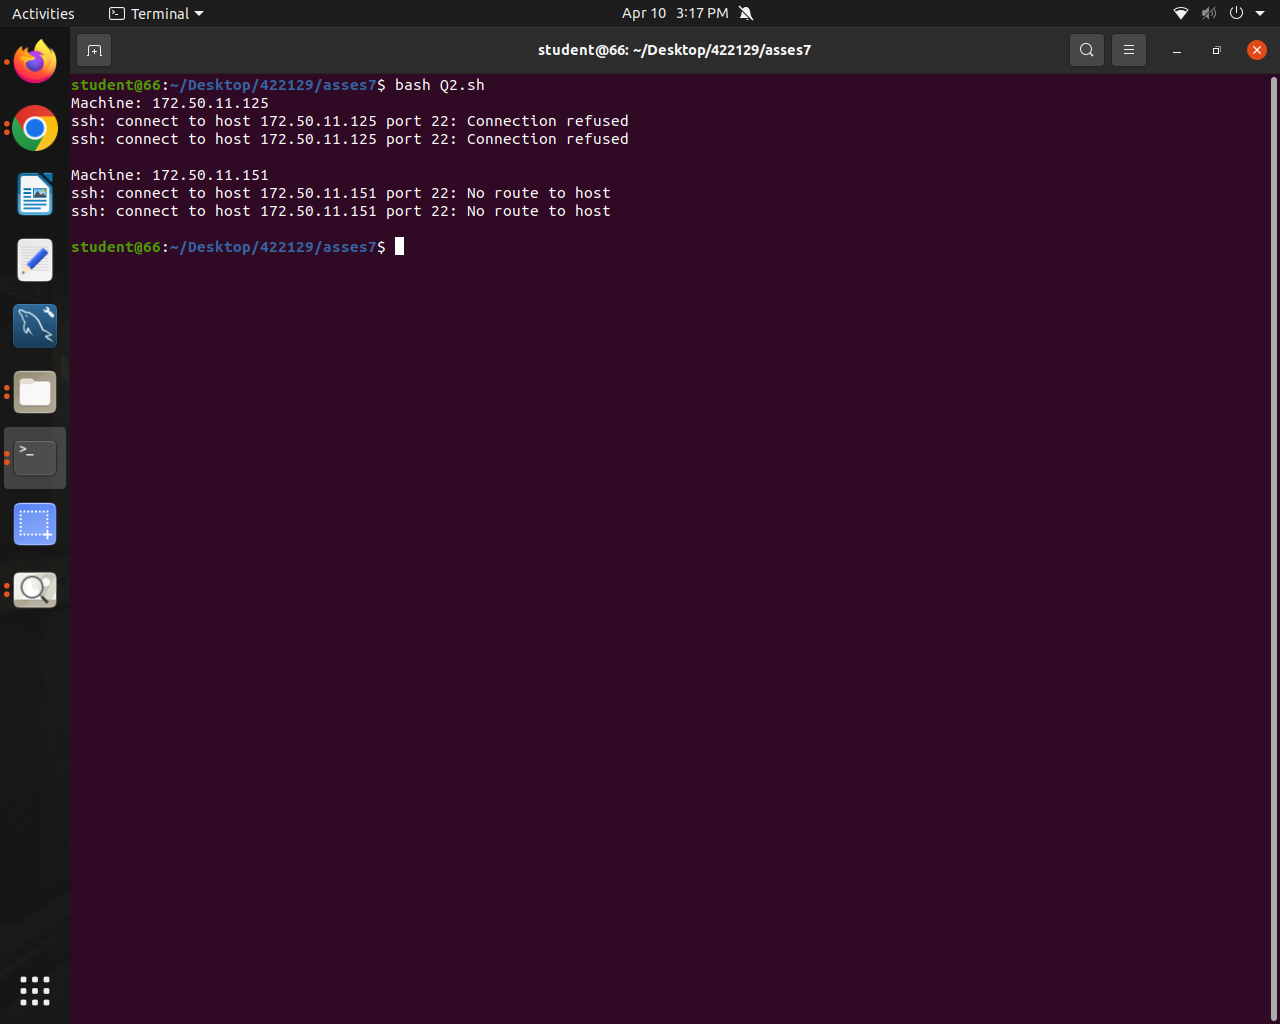 Activities Terminal Apr 10 3:17 PM
student@66: ~/Desktop/422129/asses7
student@66:~/Desktop/422129/asses7$ bash Q2.sh
Machine: 172.50.11.125
ssh: connect to host 172.50.11.125 port 22: Connection refused
ssh: connect to host 172.50.11.125 port 22: Connection refused
Machine: 172.50.11.151
ssh: connect to host 172.50.11.151 port 22: No route to host
ssh: connect to host 172.50.11.151 port 22: No route to host
student@66:~/Desktop/422129/asses7$